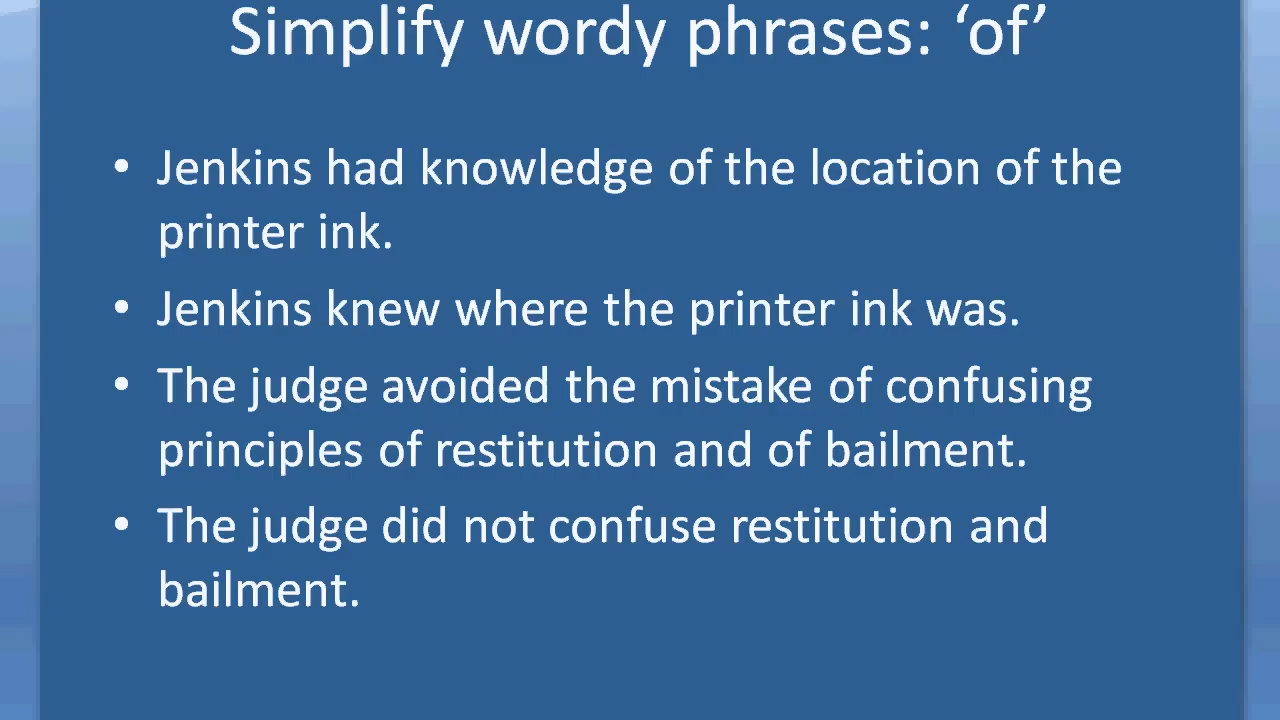 Simplify wordy phrases: ‘of’
• Jenkins had knowledge of the location of the
printer ink.
• Jenkins knew where the printer ink was.
• The judge avoided the mistake of confusing
principles of restitution and of bailment.
• The judge did not confuse restitution and
bailment.